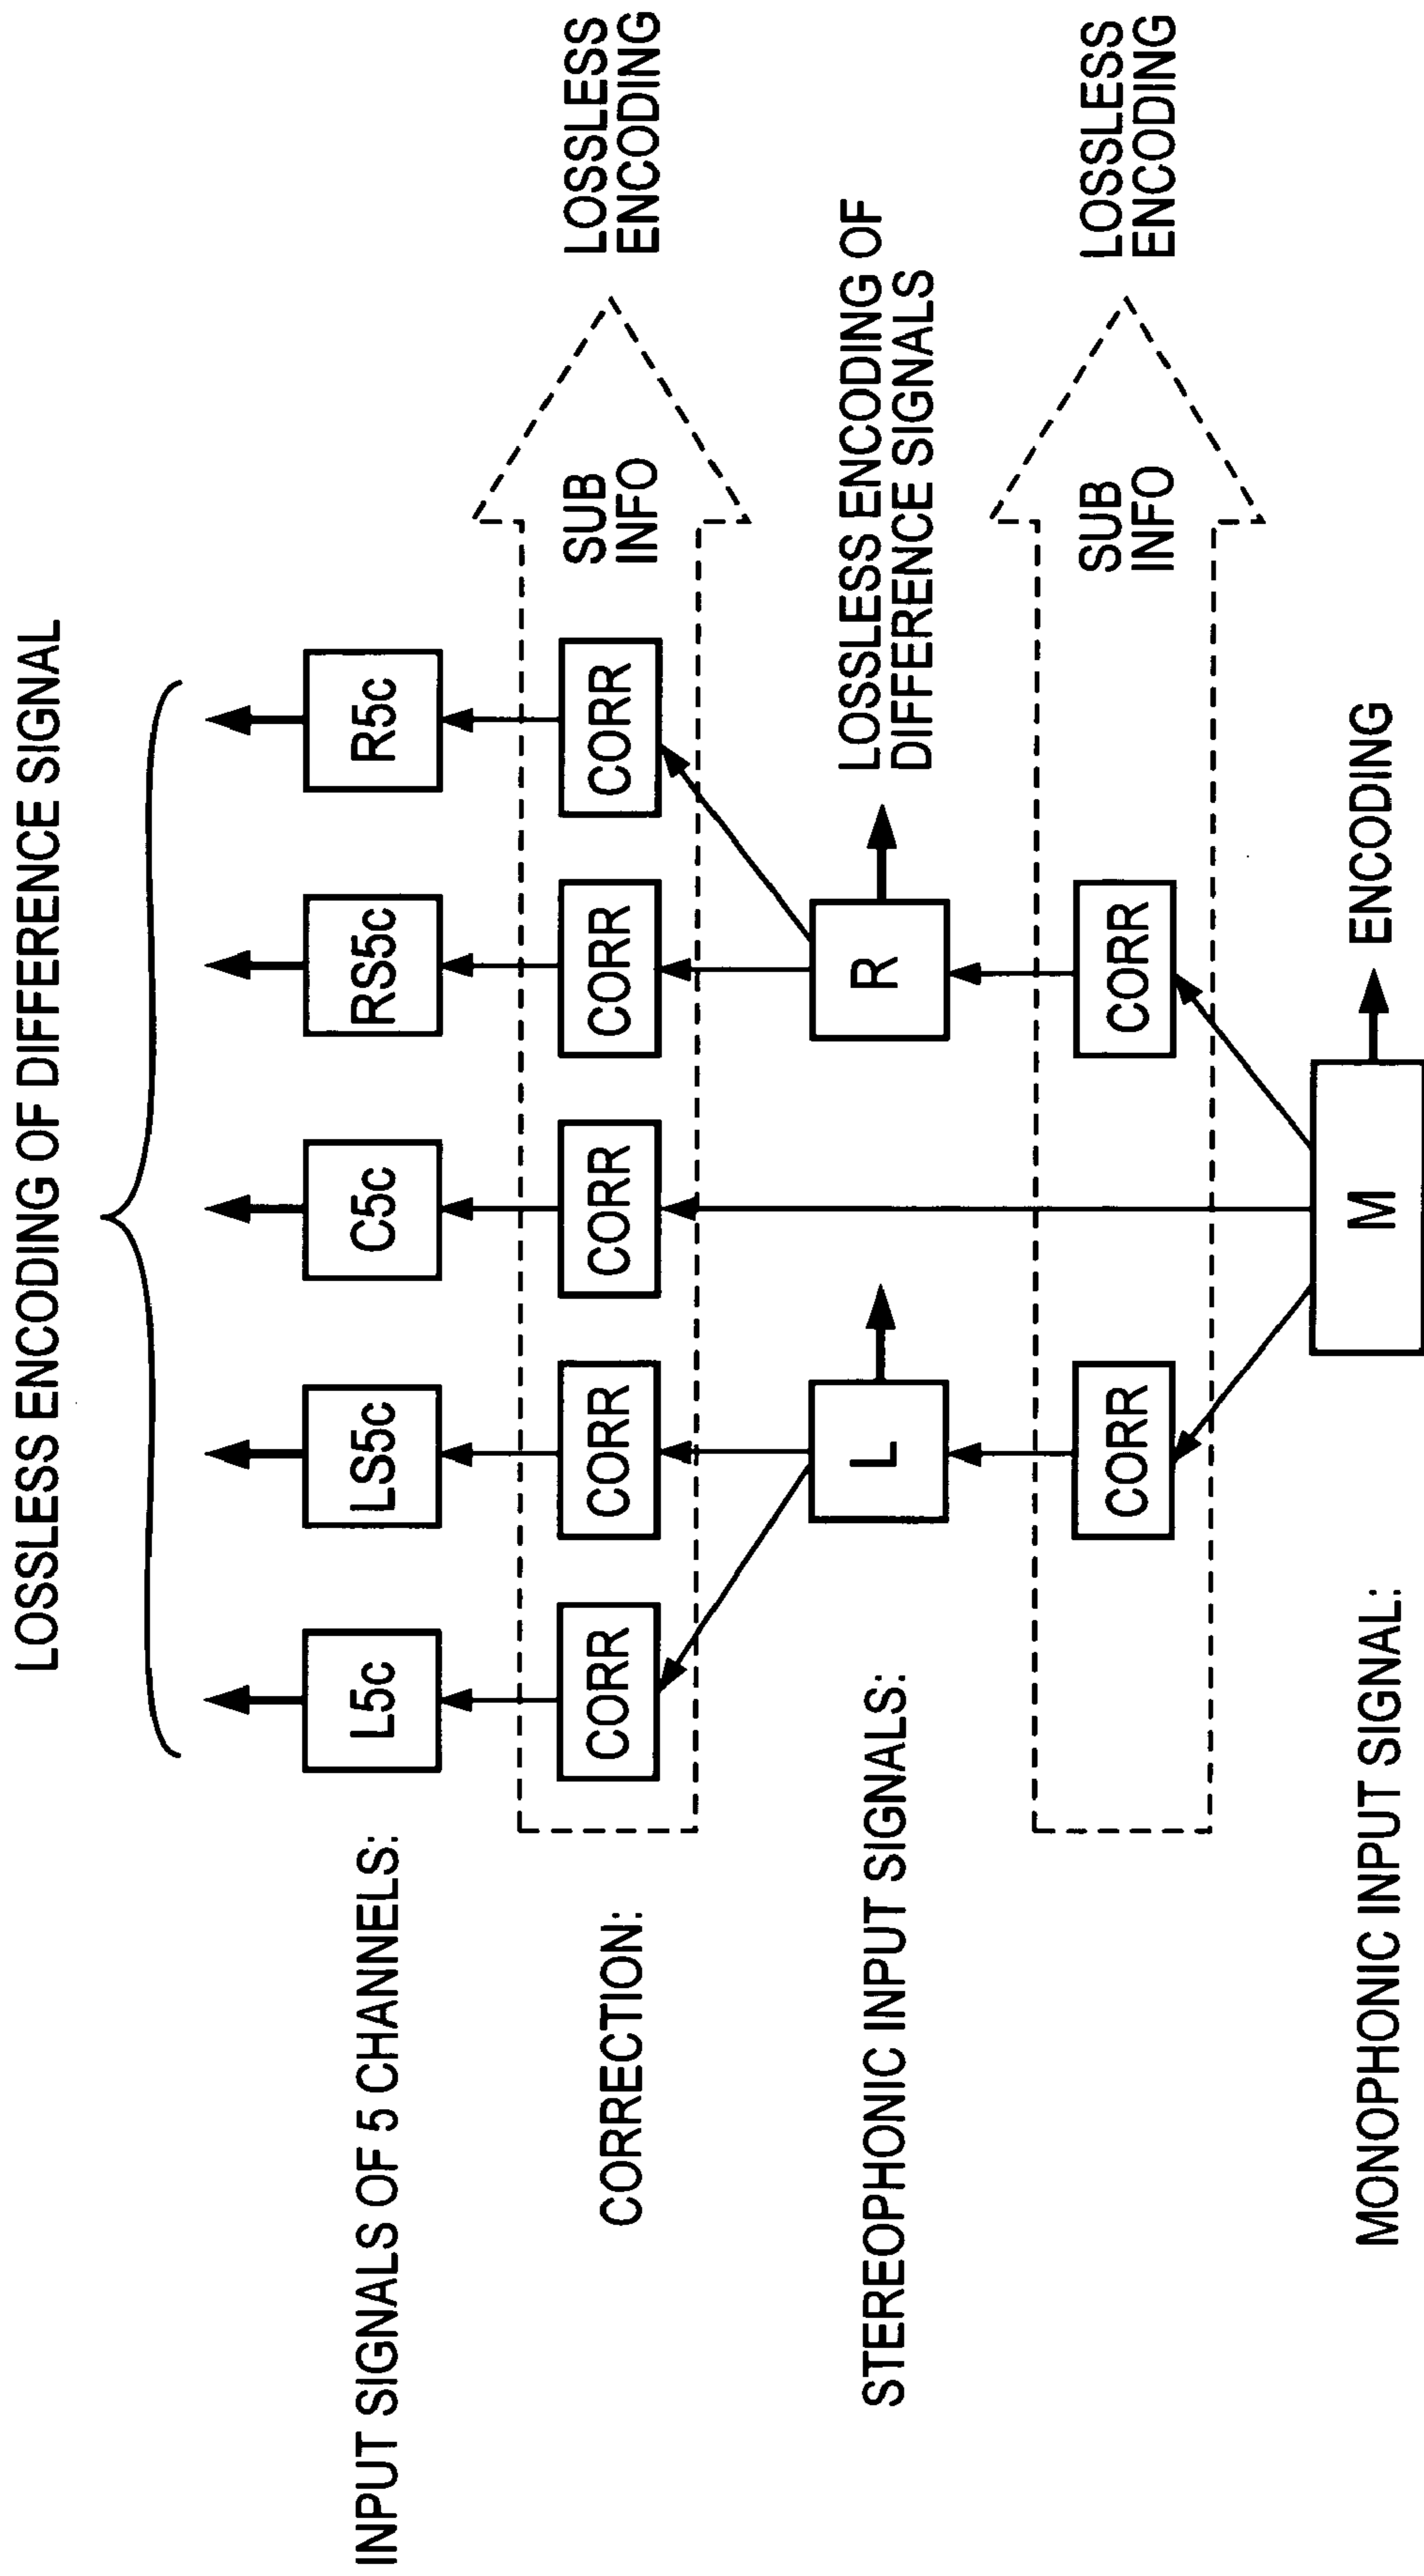 LOSSLESS ENCODING OF DIFFERENCE SIGNAL
INPUT SIGNALS OF 5 CHANNELS:
L5c
LS5c
C5c
RS5c
R5c
CORRECTION:
CORR
CORR
CORR
CORR
CORR
SUB
INFO
LOSSLESS
ENCODING
STEREOPHONIC INPUT SIGNALS:
L
R
LOSSLESS ENCODING OF
DIFFERENCE SIGNALS
CORR
CORR
SUB
INFO
LOSSLESS
ENCODING
MONOPHONIC INPUT SIGNAL:
M
ENCODING